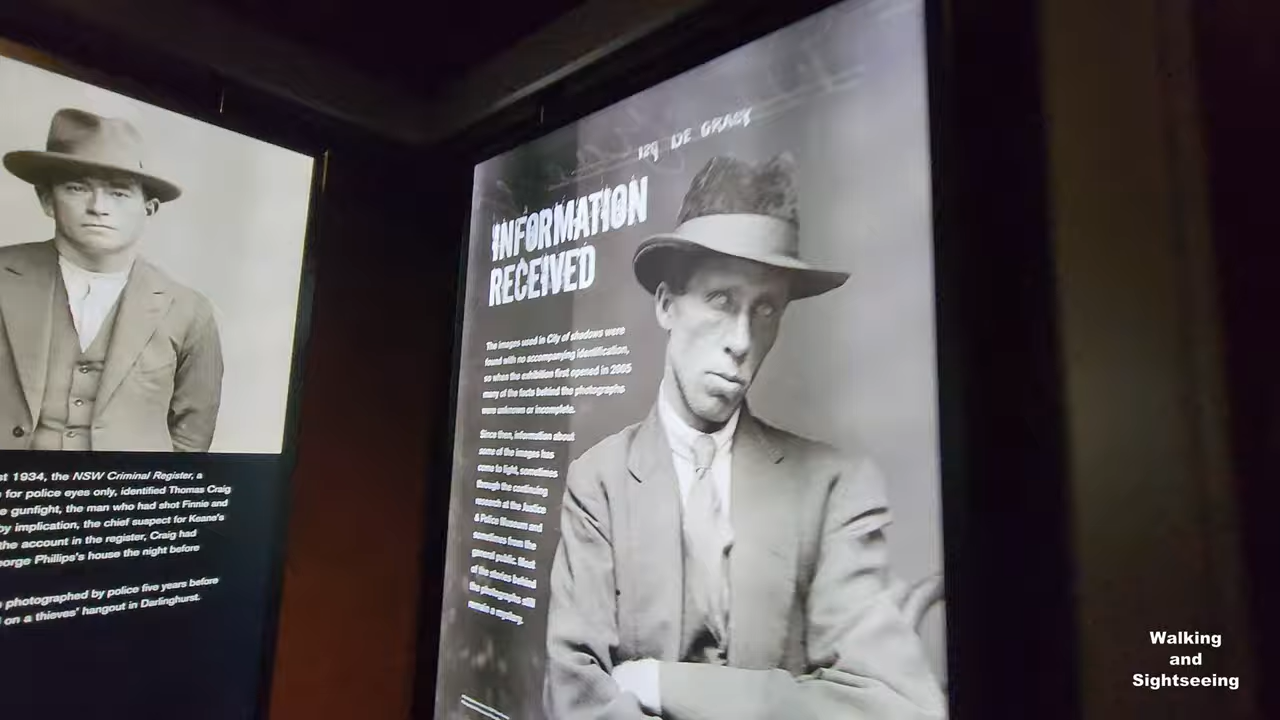 st 1934, the NSW Criminal Register, a
for police eyes only, identified Thomas Craig
e gunfight, the man who had shot Finnie and
by implication, the chief suspect for Keane's
the account in the register, Craig had
orge Phillips's house the night before
photographed by police five years before
on a thieves' hangout in Darlinghurst.
129 DE GRACY
INFORMATION
RECEIVED
The images used in City of shadows were
found with no accompanying identification,
so when the exhibition first opened in 2005
many of the facts behind the photographs
were unknown or incomplete.
Since then, information about
some of the images has
come to light, sometimes
through the continuing
research at the Justice
& Police Museum and
sometimes from the
general public. Most
of the stories behind
the photographs still
remain a mystery.
Walking
and
Sightseeing